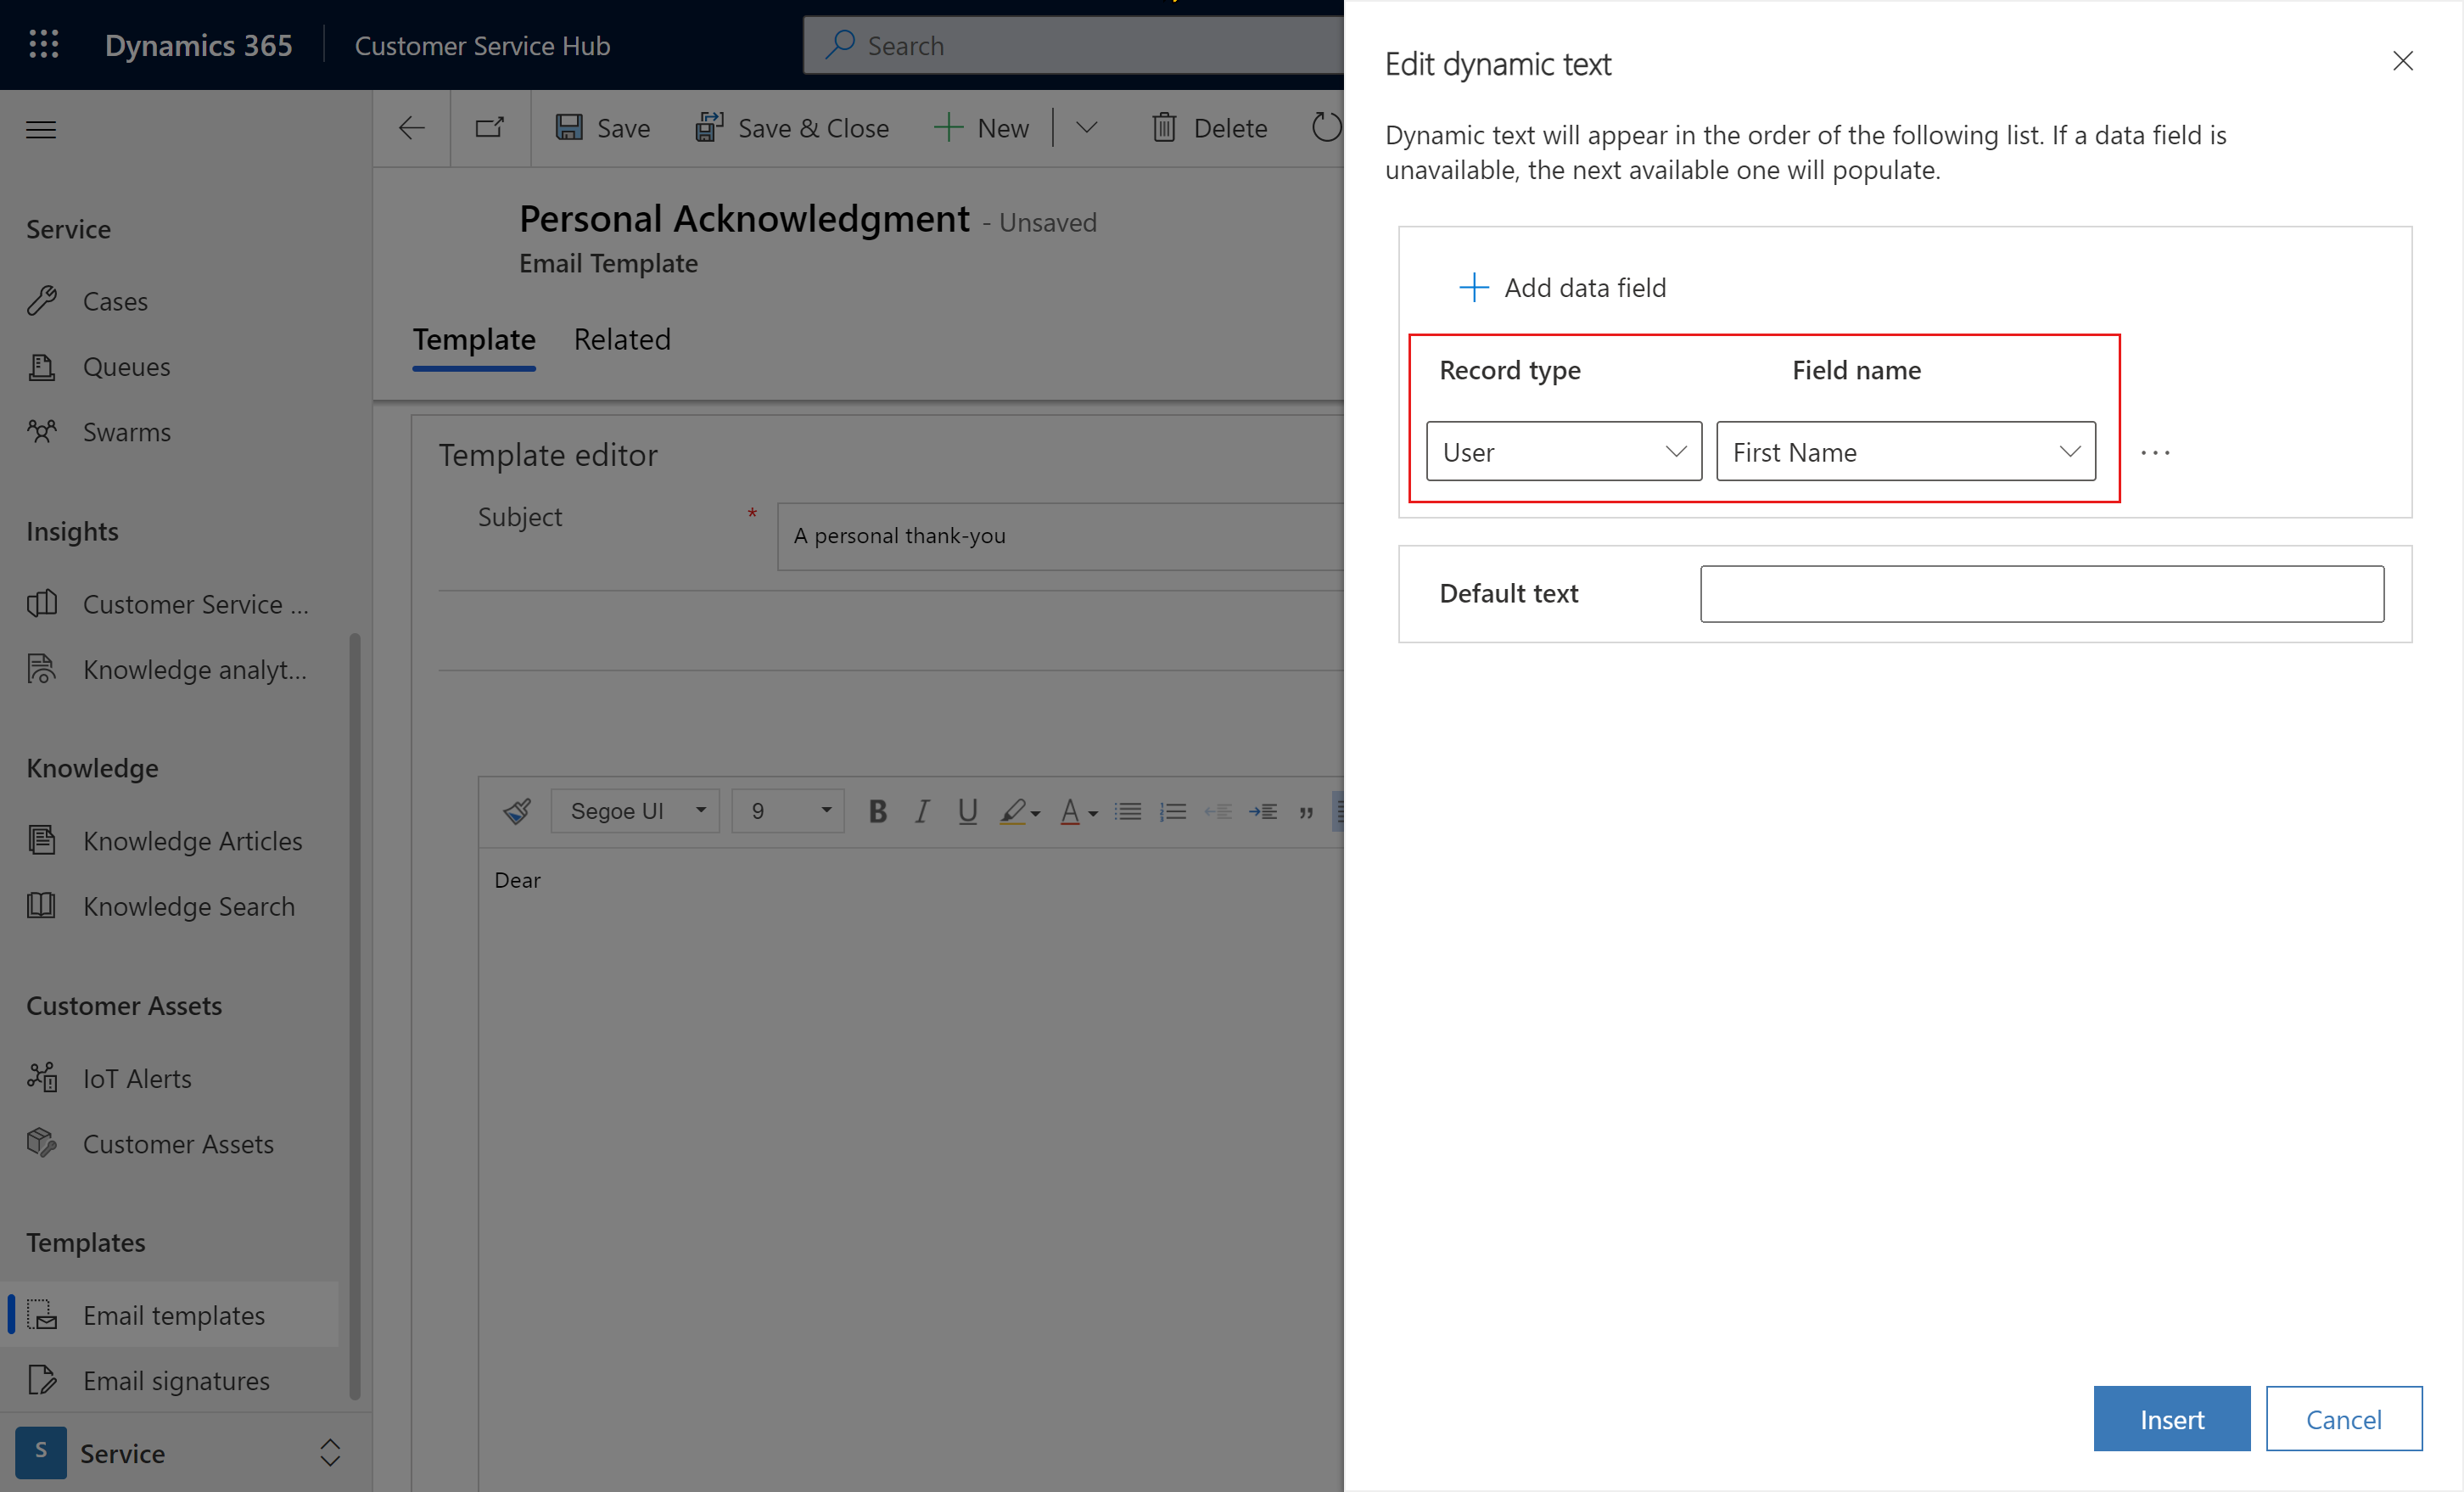 Dynamics 365
Customer Service Hub
Search
Save
Save & Close
New
Delete
Service
Cases
Queues
Swarms
Insights
Customer Service ...
Knowledge analyt...
Knowledge
Knowledge Articles
Knowledge Search
Customer Assets
IoT Alerts
Customer Assets
Templates
Email templates
Email signatures
S
Service
Personal Acknowledgment - Unsaved
Email Template
Template
Related
Template editor
Subject *
A personal thank-you
Segoe UI
9
B I U A
Dear
Edit dynamic text
Dynamic text will appear in the order of the following list. If a data field is
unavailable, the next available one will populate.
Add data field
Record type
Field name
User
First Name
Default text
Insert
Cancel